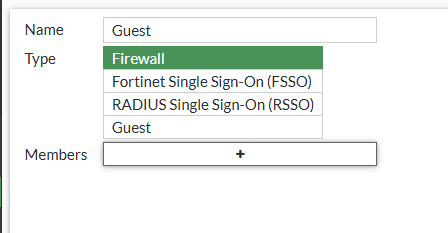 Name Guest
Type Firewall
Fortinet Single Sign-On (FSSO)
RADIUS Single Sign-On (RSSO)
Guest
Members +